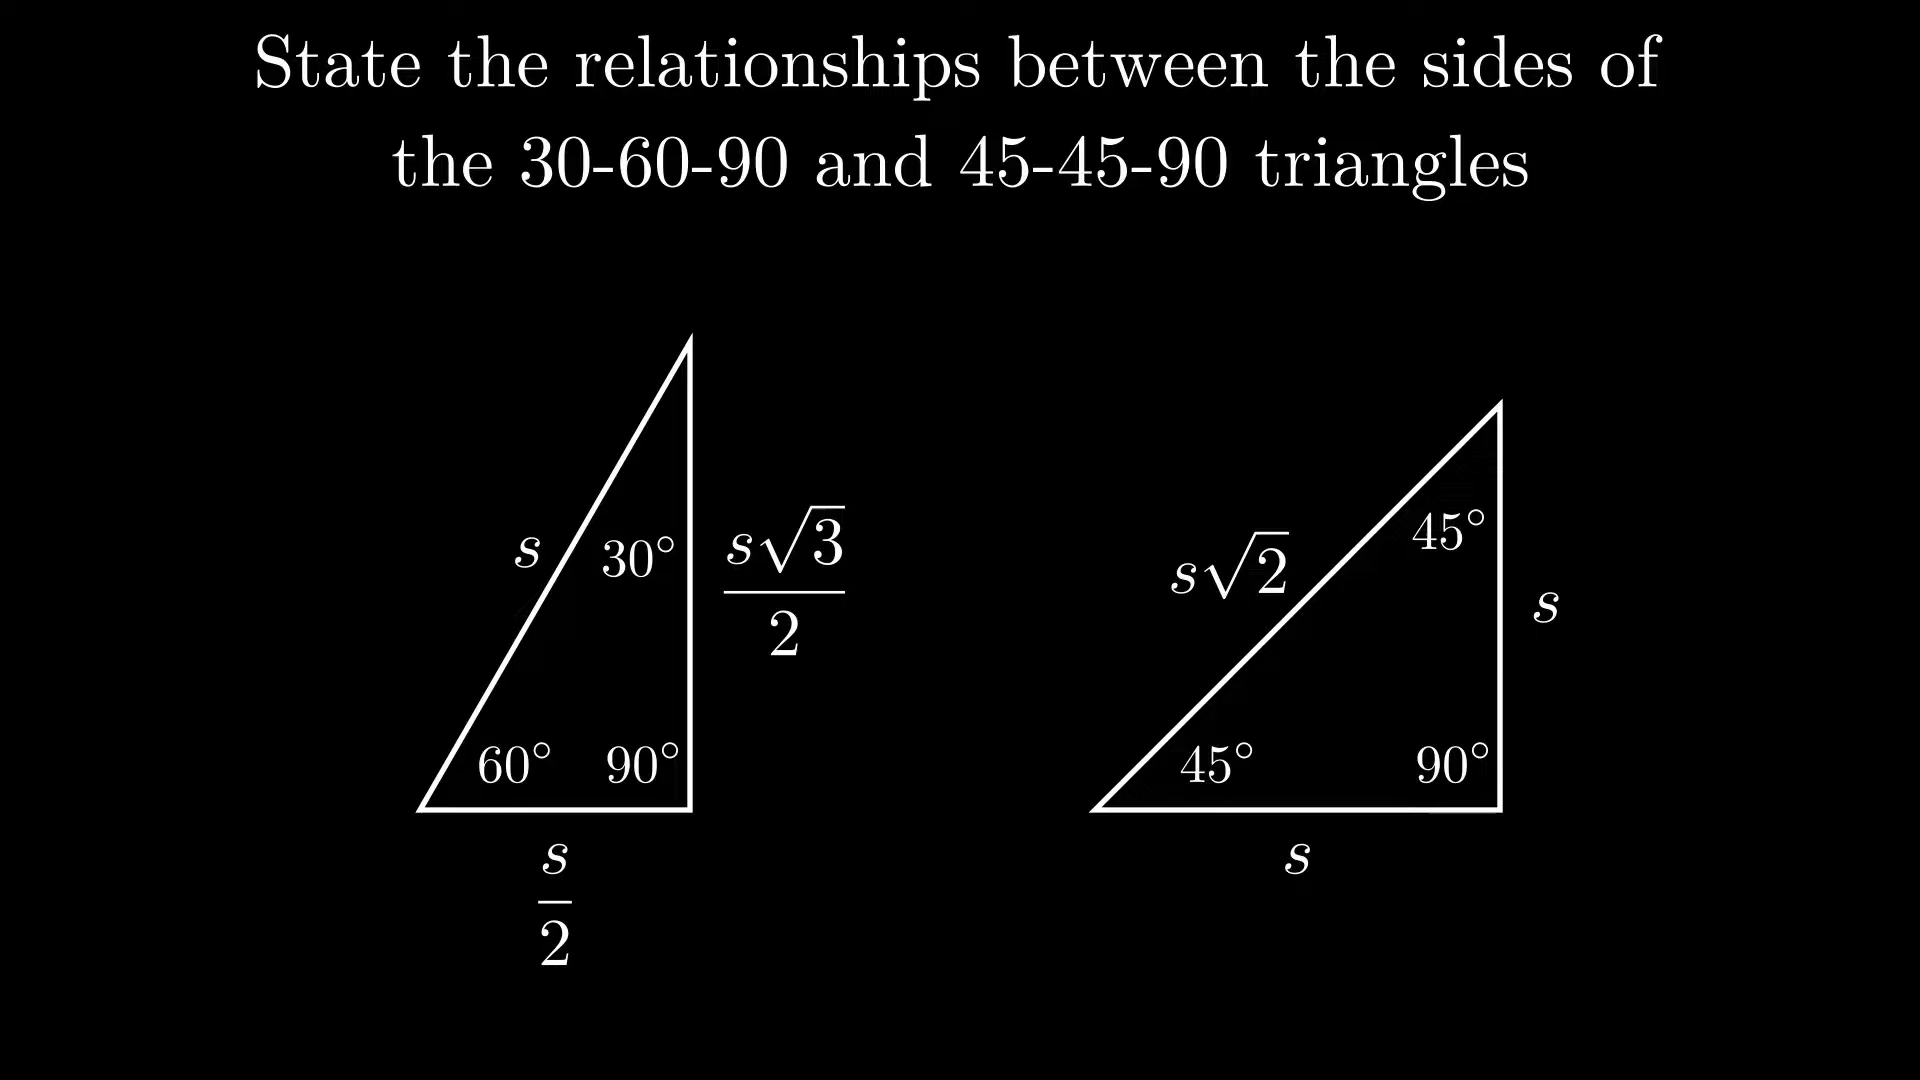 State the relationships between the sides of
the 30-60-90 and 45-45-90 triangles
s
30°
s√3/2
60°
90°
s/2
s√2
45°
s
45°
90°
s